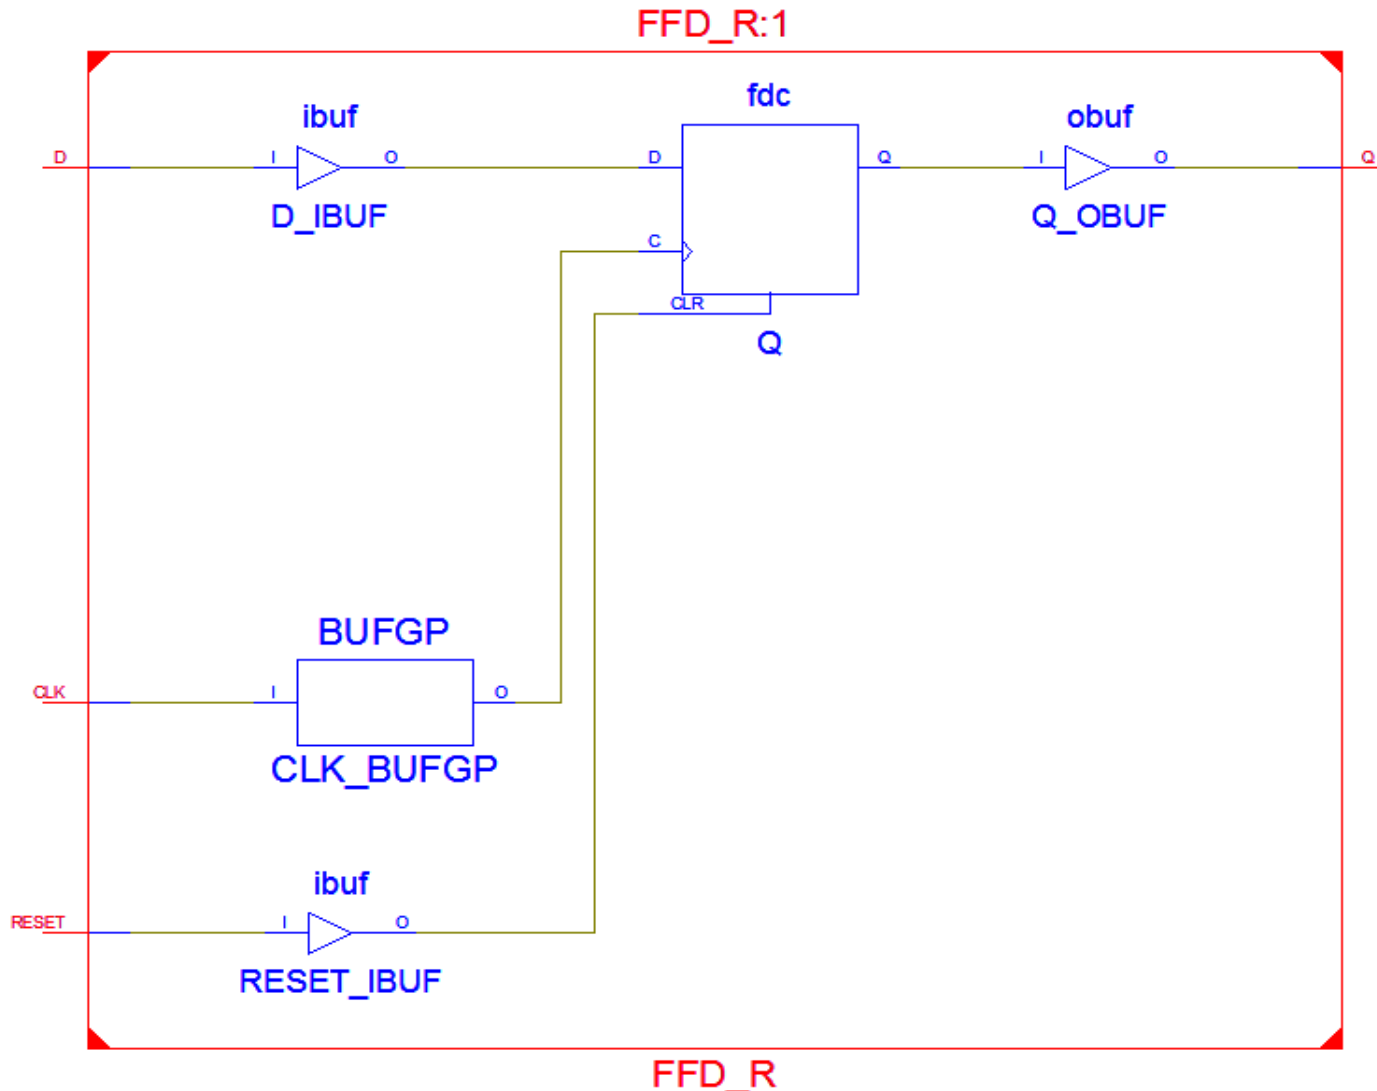 FFD_R:1
ibuf
fdc
obuf
D
I
O
D
Q
I
O
Q
D_IBUF
Q_OBUF
C
CLR
Q
BUFGP
CLK
I
O
CLK_BUFGP
ibuf
RESET
I
O
RESET_IBUF
FFD_R